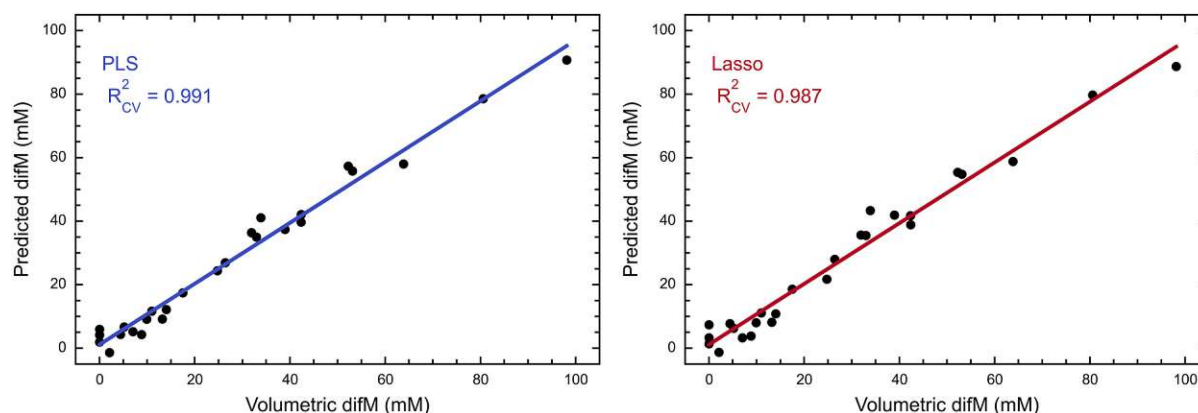 100
80
60
40
20
0
Predicted difM (mM)
PLS
R²CV = 0.991
0 20 40 60 80 100
Volumetric difM (mM)
100
80
60
40
20
0
Predicted difM (mM)
Lasso
R²CV = 0.987
0 20 40 60 80 100
Volumetric difM (mM)